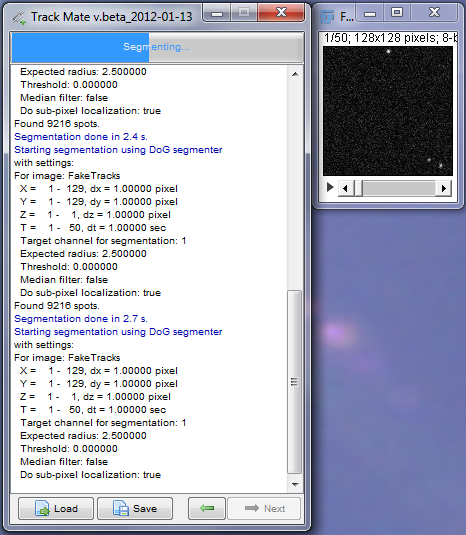 Track Mate v.beta_2012-01-13
Segmenting...
Expected radius: 2.500000
Threshold: 0.000000
Median filter: false
Do sub-pixel localization: true
Found 9216 spots.
Segmentation done in 2.4 s.
Starting segmentation using DoG segmenter
with settings:
For image: FakeTracks
X = 1 - 129, dx = 1.00000 pixel
Y = 1 - 129, dy = 1.00000 pixel
Z = 1 - 1, dz = 1.00000 pixel
T = 1 - 50, dt = 1.00000 sec
Target channel for segmentation: 1
Expected radius: 2.500000
Threshold: 0.000000
Median filter: false
Do sub-pixel localization: true
Found 9216 spots.
Segmentation done in 2.7 s.
Starting segmentation using DoG segmenter
with settings:
For image: FakeTracks
X = 1 - 129, dx = 1.00000 pixel
Y = 1 - 129, dy = 1.00000 pixel
Z = 1 - 1, dz = 1.00000 pixel
T = 1 - 50, dt = 1.00000 sec
Target channel for segmentation: 1
Expected radius: 2.500000
Threshold: 0.000000
Median filter: false
Do sub-pixel localization: true
Load Save Next
F...
1/50; 128x128 pixels; 8-b